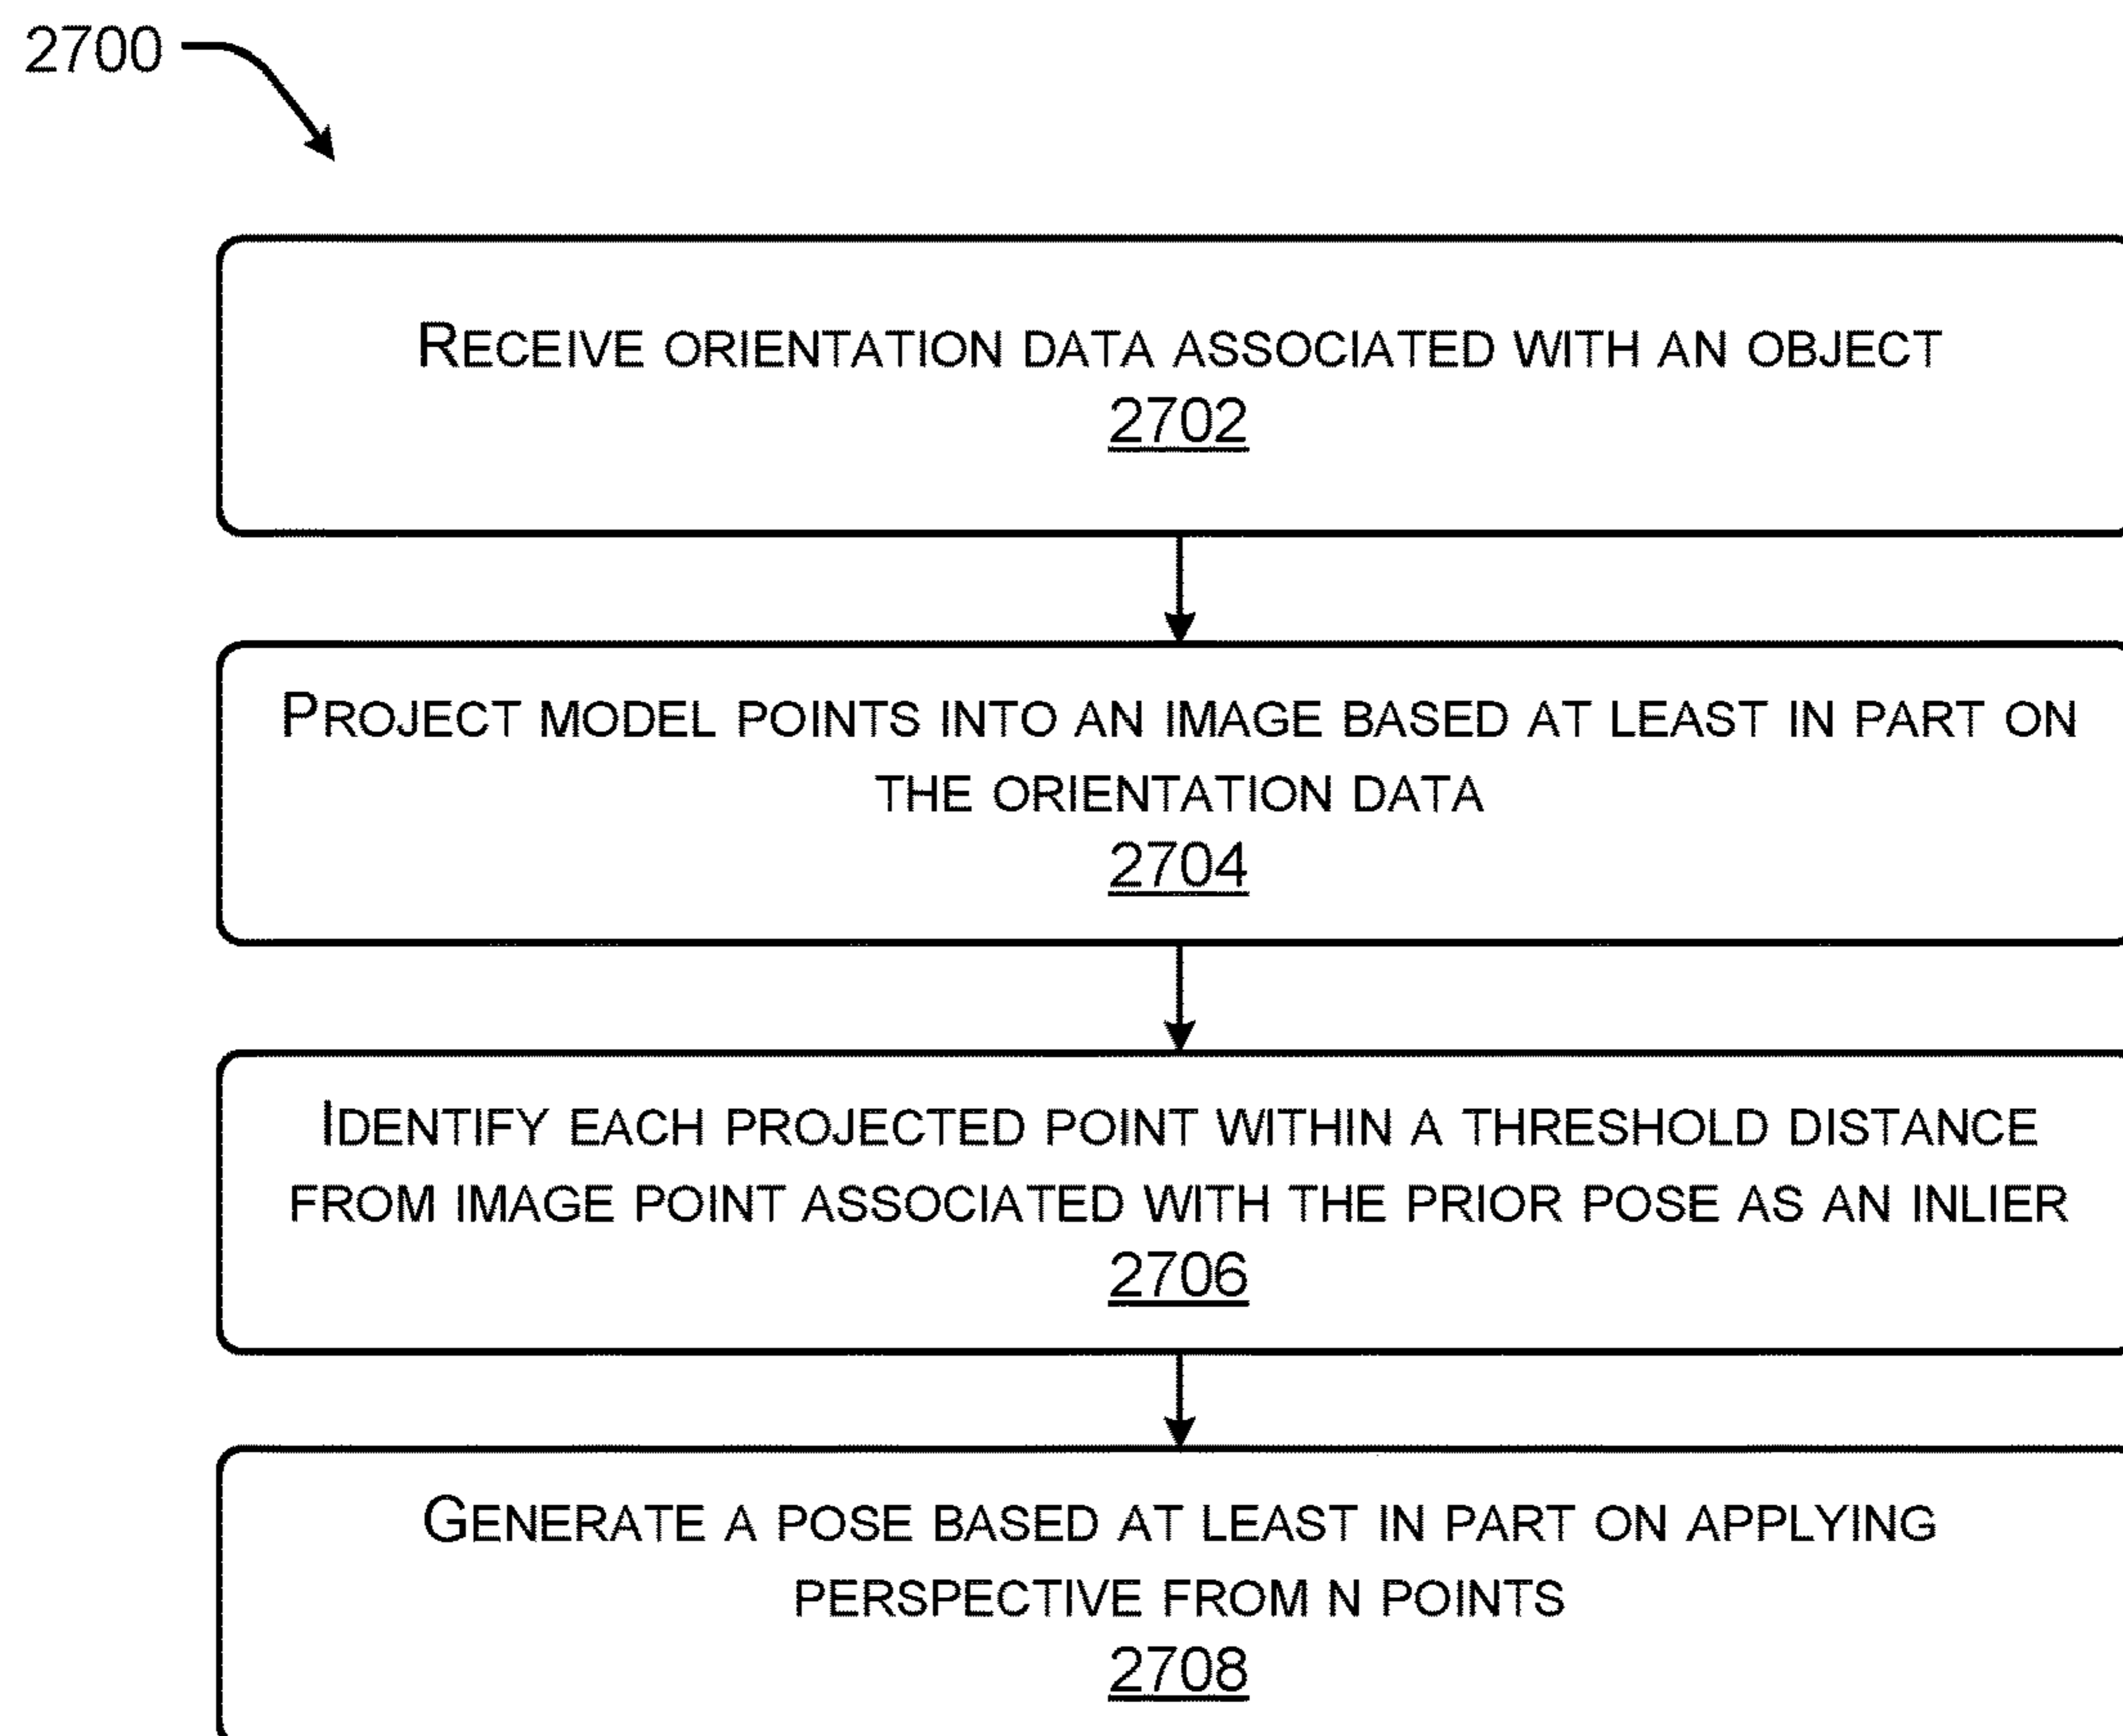 2700
RECEIVE ORIENTATION DATA ASSOCIATED WITH AN OBJECT
2702
PROJECT MODEL POINTS INTO AN IMAGE BASED AT LEAST IN PART ON
THE ORIENTATION DATA
2704
IDENTIFY EACH PROJECTED POINT WITHIN A THRESHOLD DISTANCE
FROM IMAGE POINT ASSOCIATED WITH THE PRIOR POSE AS AN INLIER
2706
GENERATE A POSE BASED AT LEAST IN PART ON APPLYING
PERSPECTIVE FROM N POINTS
2708